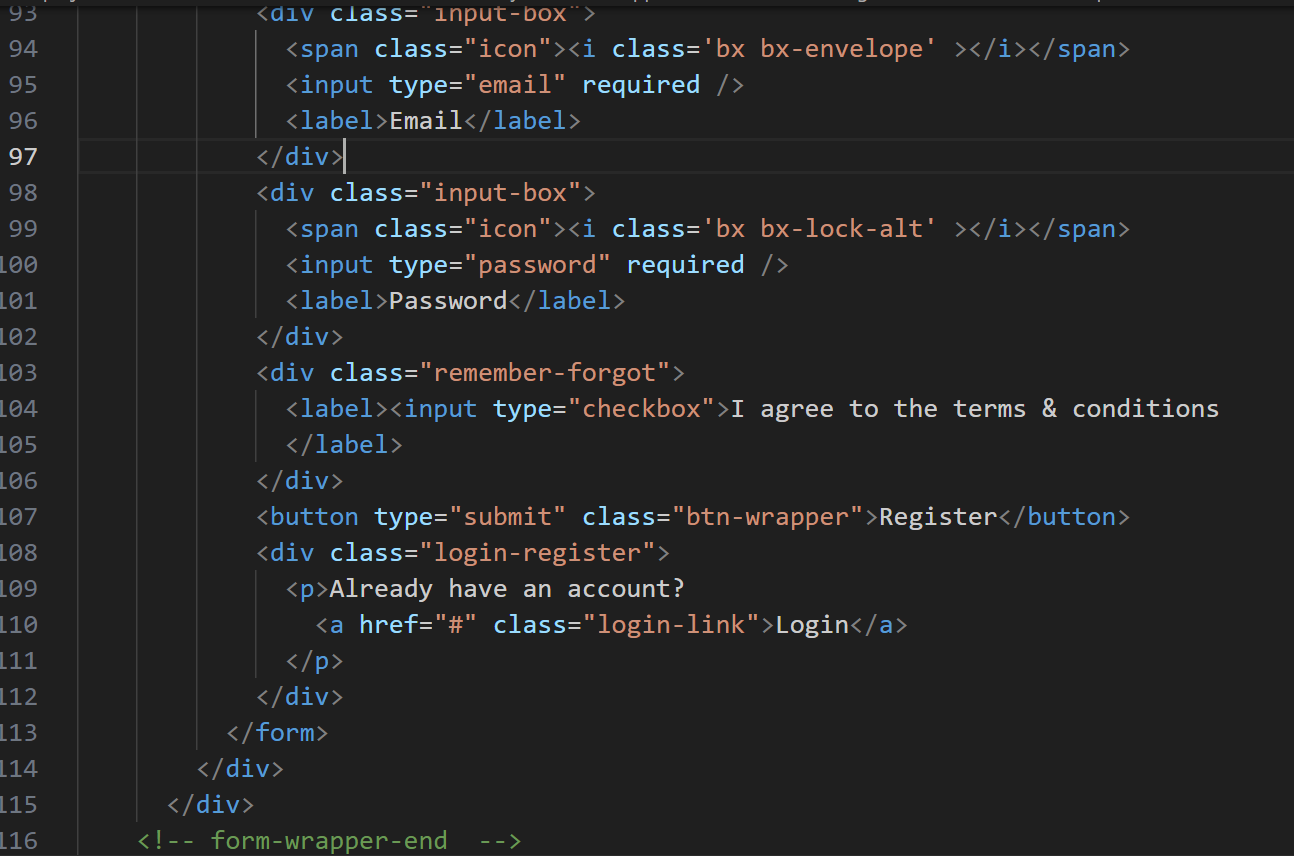 93 <div class="input-box">
94 <span class="icon"><i class='bx bx-envelope' ></i></span>
95 <input type="email" required />
96 <label>Email</label>
97 </div>
98 <div class="input-box">
99 <span class="icon"><i class='bx bx-lock-alt' ></i></span>
100 <input type="password" required />
101 <label>Password</label>
102 </div>
103 <div class="remember-forgot">
104 <label><input type="checkbox">I agree to the terms & conditions
105 </label>
106 </div>
107 <button type="submit" class="btn-wrapper">Register</button>
108 <div class="login-register">
109 <p>Already have an account?
110 <a href="#" class="login-link">Login</a>
111 </p>
112 </div>
113 </form>
114 </div>
115 </div>
116 <!-- form-wrapper-end  -->